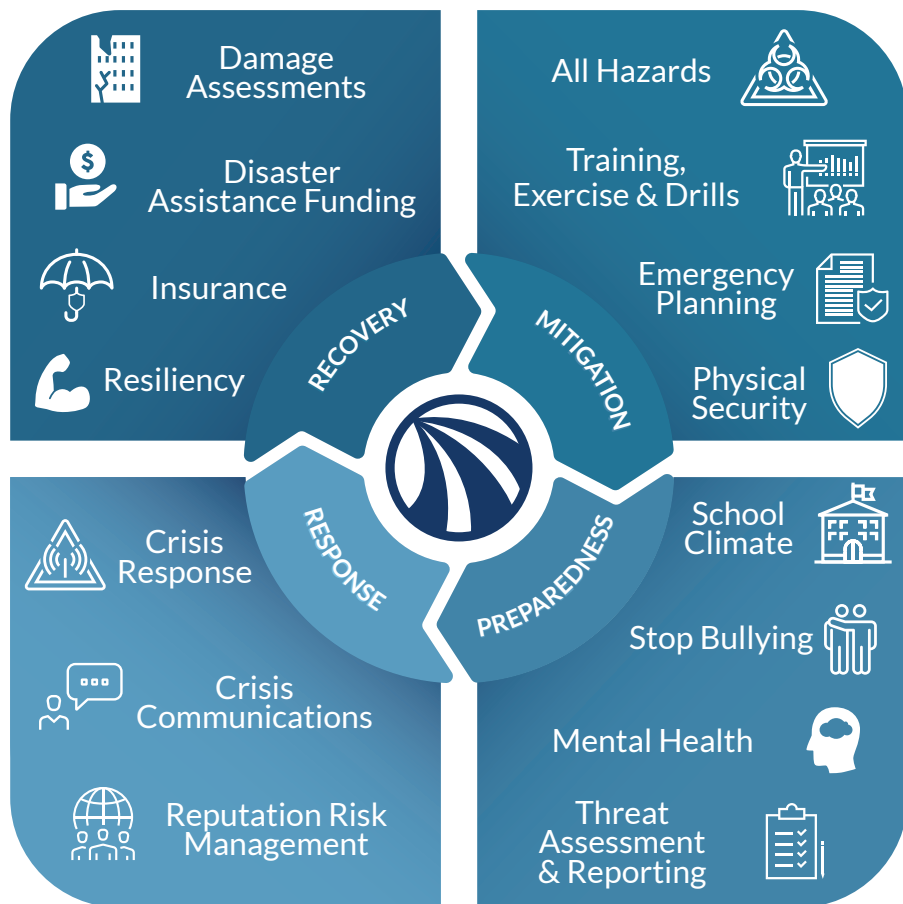 Damage
Assessments
Disaster
Assistance Funding
Insurance
Resiliency
All Hazards
Training,
Exercise & Drills
Emergency
Planning
Physical
Security
RECOVERY
MITIGATION
RESPONSE
PREPAREDNESS
Crisis
Response
Crisis
Communications
Reputation Risk
Management
School
Climate
Stop Bullying
Mental Health
Threat
Assessment
& Reporting
$